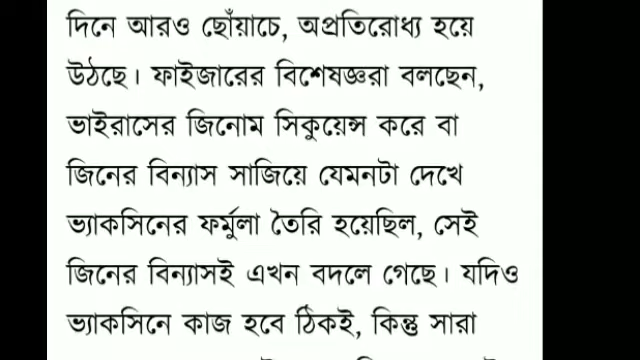 দিনে আরও ছোঁয়াচে, অপ্রতিরোধ্য হয়ে
উঠছে। ফাইজারের বিশেষজ্ঞরা বলছেন,
ভাইরাসের জিনোম সিকুয়েন্স করে বা
জিনের বিন্যাস সাজিয়ে যেমনটা দেখে
ভ্যাকসিনের ফর্মুলা তৈরি হয়েছিল, সেই
জিনের বিন্যাসই এখন বদলে গেছে। যদিও
ভ্যাকসিনে কাজ হবে ঠিকই, কিন্তু সারা